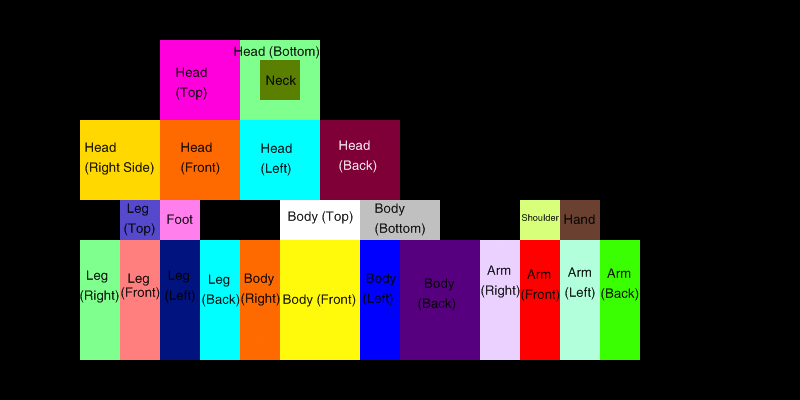 Head (Bottom)
Head
(Top)
Neck
Head
(Right Side)
Head
(Front)
Head
(Left)
Head
(Back)
Leg
(Top)
Foot
Body (Top)
Body
(Bottom)
Shoulder
Hand
Leg
(Right)
Leg
(Front)
Leg
(Left)
Leg
(Back)
Body
(Right)
Body (Front)
Body
(Left)
Body
(Back)
Arm
(Right)
Arm
(Front)
Arm
(Left)
Arm
(Back)